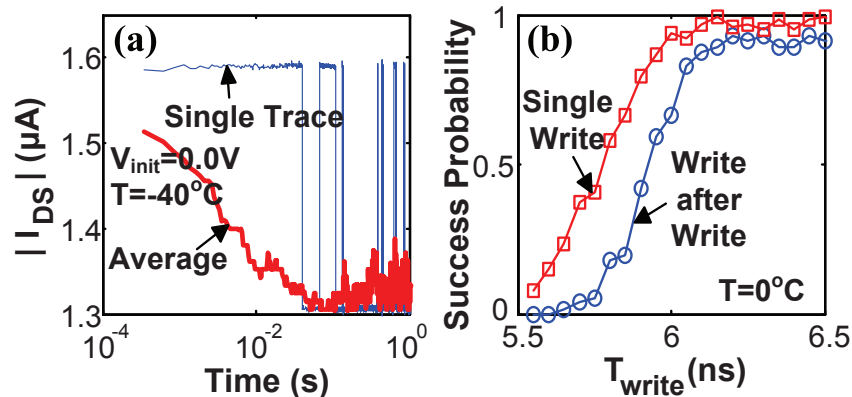 (a)
1.6
1.5
1.4
1.3
| I_DS | (μA)
Single Trace
V_init=0.0V
T=-40°C
Average
10^-4
10^-2
10^0
Time (s)
(b)
1
0.5
0
Success Probability
Single
Write
Write
after
Write
T=0°C
5.5
6
6.5
T_write (ns)